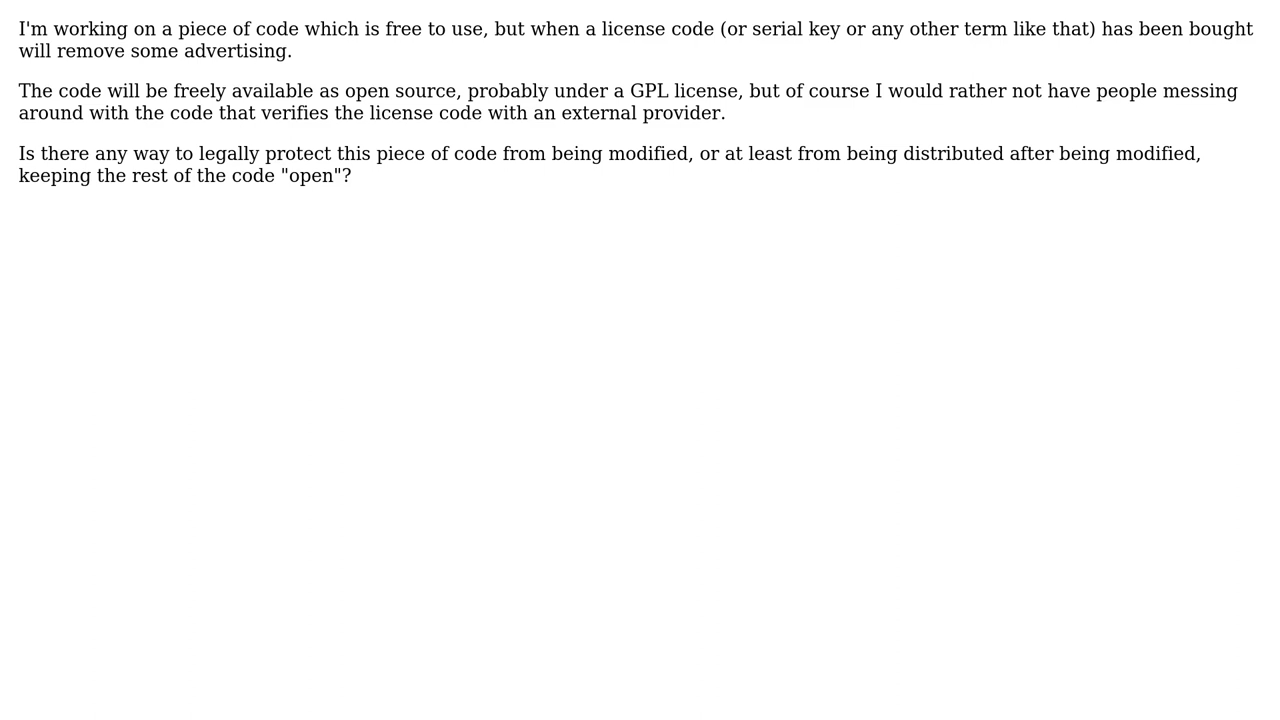 I'm working on a piece of code which is free to use, but when a license code (or serial key or any other term like that) has been bought
will remove some advertising.
The code will be freely available as open source, probably under a GPL license, but of course I would rather not have people messing
around with the code that verifies the license code with an external provider.
Is there any way to legally protect this piece of code from being modified, or at least from being distributed after being modified,
keeping the rest of the code "open"?